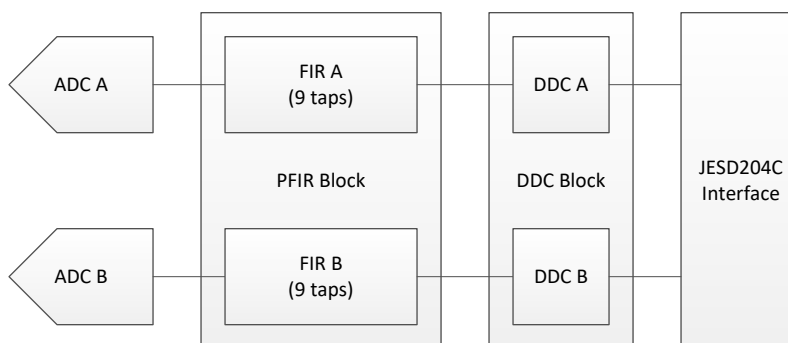 ADC A
FIR A
(9 taps)
DDC A
PFIR Block
DDC Block
JESD204C
Interface
ADC B
FIR B
(9 taps)
DDC B